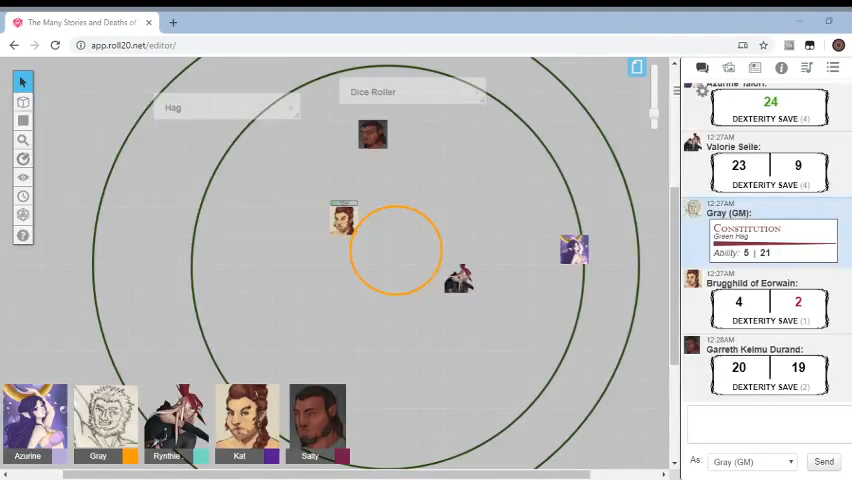 The Many Stories and Deaths of
app.roll20.net/editor/
Hag
Dice Roller
24
DEXTERITY SAVE (4)
12:27AM
Valorie Seile:
23 9
DEXTERITY SAVE (4)
12:27AM
Gray (GM):
CONSTITUTION
Green Hag
Ability: 5 | 21
12:27AM
Brugghild of Eorwain:
4 2
DEXTERITY SAVE (1)
12:28AM
Garreth Kelmu Durand:
20 19
DEXTERITY SAVE (2)
Azurine
Gray
Rynthie
Kat
Salty
As:
Gray (GM)
Send